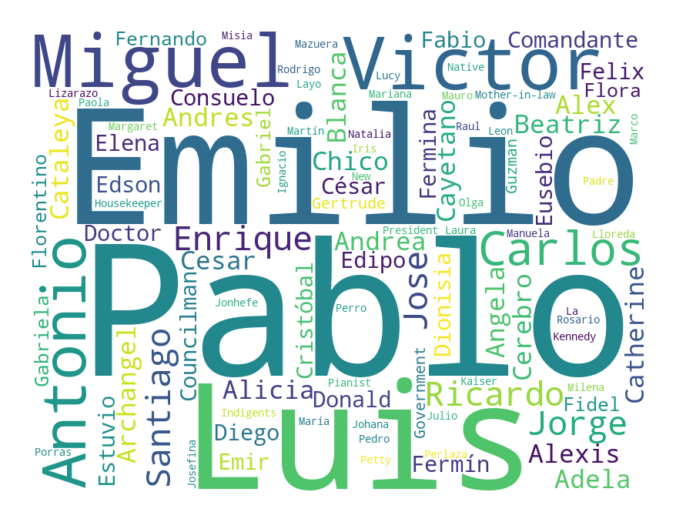 Miguel
Fernando
Misia
Mazuera
Victor
Fabio
Comandante
Lizarazo
Paola
Consuelo
Rodrigo
Layo
Lucy
Native
Felix
Flora
Mariana
Mother-in-law
Cataleya
Margaret
Andres
Gabriel
Blanca
Martín
Natalia
Iris
Mauro
Alex
Beatriz
Raul
Leon
Marco
Emilio
Elena
Chico
Fermina
Cayetano
Guzman
Eusebio
Edson
Ignacio
New
César
Padre
Housekeeper
Gertrude
Olga
Florentino
Doctor
Enrique
Andrea
President
Laura
Manuela
Lloreda
Carlos
Antonio
Pablo
Cesar
Edipo
Jose
Dionisia
Angela
Cerebro
Catherine
Gabriela
Councilman
Cristóbal
Jonhefe
Perro
La
Rosario
Kennedy
Archangel
Santiago
Estuvio
Alicia
Pianist
Donald
Kaiser
Ricardo
Milena
Fidel
Government
Julio
Jorge
Luis
Indigents
Diego
María
Johana
Pedro
Porras
Josefina
Emir
Petty
Fermín
Perlaza
Alexis
Adela